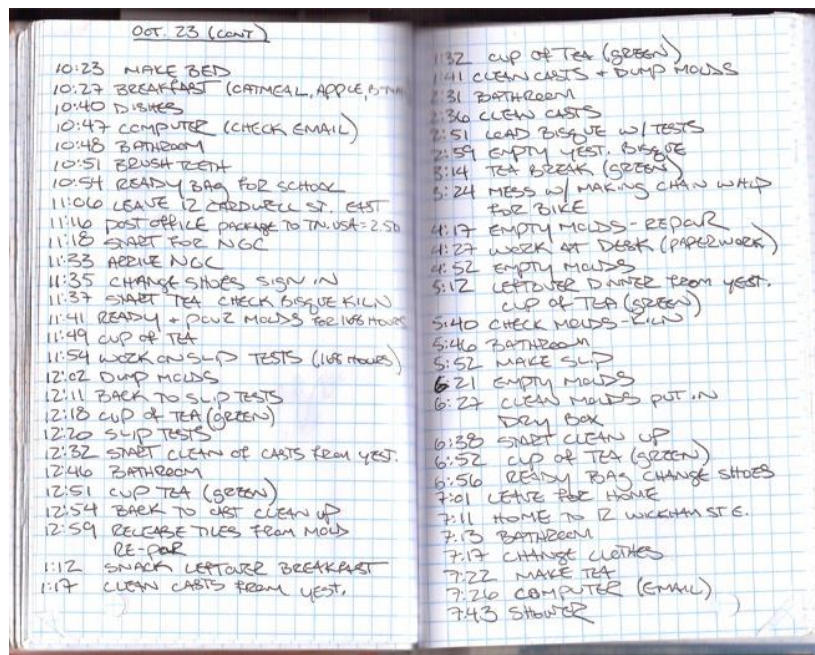 OCT. 23 (CONT)
10:23 MAKE BED
10:27 BREAKFAST (OATMEAL, APPLE,
10:40 DISHES
10:47 COMPUTER (CHECK EMAIL)
10:48 BATHROOM
10:51 BRUSH TEETH
10:54 READY BAG FOR SCHOOL
11:06 LEAVE 12 CARDWELL ST. EAST
11:16 POST OFFICE PACKAGE TO TN. USA = 2.50
11:18 START FOR NGC
11:33 ARRIVE NGC
11:35 CHANGE SHOES SIGN IN
11:37 START TEA CHECK BISQUE KILN
11:41 READY + POUR MOLDS FOR 168 HOURS
11:49 CUP OF TEA
11:54 WORK ON SLIP TESTS (168 HOURS)
12:02 DUMP MOLDS
12:11 BACK TO SLIP TESTS
12:18 CUP OF TEA (GREEN)
12:20 SLIP TESTS
12:32 START CLEAN OF CASTS FROM YEST.
12:46 BATHROOM
12:51 CUP TEA (GREEN)
12:54 BACK TO CAST CLEAN UP
12:59 RELEASE TILES FROM MOLD
RE-POUR
1:12 SNACK LEFTOVER BREAKFAST
1:17 CLEAN CASTS FROM YEST.
1:32 CUP OF TEA (GREEN)
1:41 CLEAN CASTS + DUMP MOLDS
2:31 BATHROOM
2:36 CLEAN CASTS
2:51 LOAD BISQUE W/ TESTS
2:59 EMPTY YEST. BISQUE
3:14 TEA BREAK (GREEN)
3:24 MESS W/ MAKING CHAIN WHIP
FOR BIKE
4:17 EMPTY MOLDS - REPOUR
4:27 WORK AT DESK (PAPERWORK)
4:52 EMPTY MOLDS
5:12 LEFTOVER DINNER FROM YEST.
CUP OF TEA (GREEN)
5:40 CHECK MOLDS - KILN
5:46 BATHROOM
5:52 MAKE SLIP
6:21 EMPTY MOLDS
6:27 CLEAN MOLDS PUT IN
DRY BOX
6:38 START CLEAN UP
6:52 CUP OF TEA (GREEN)
6:56 READY BAG CHANGE SHOES
7:01 LEAVE FOR HOME
7:11 HOME TO 12 WICKHAM ST E.
7:13 BATHROOM
7:17 CHANGE CLOTHES
7:22 MAKE TEA
7:26 COMPUTER (EMAIL)
7:43 SHOWER